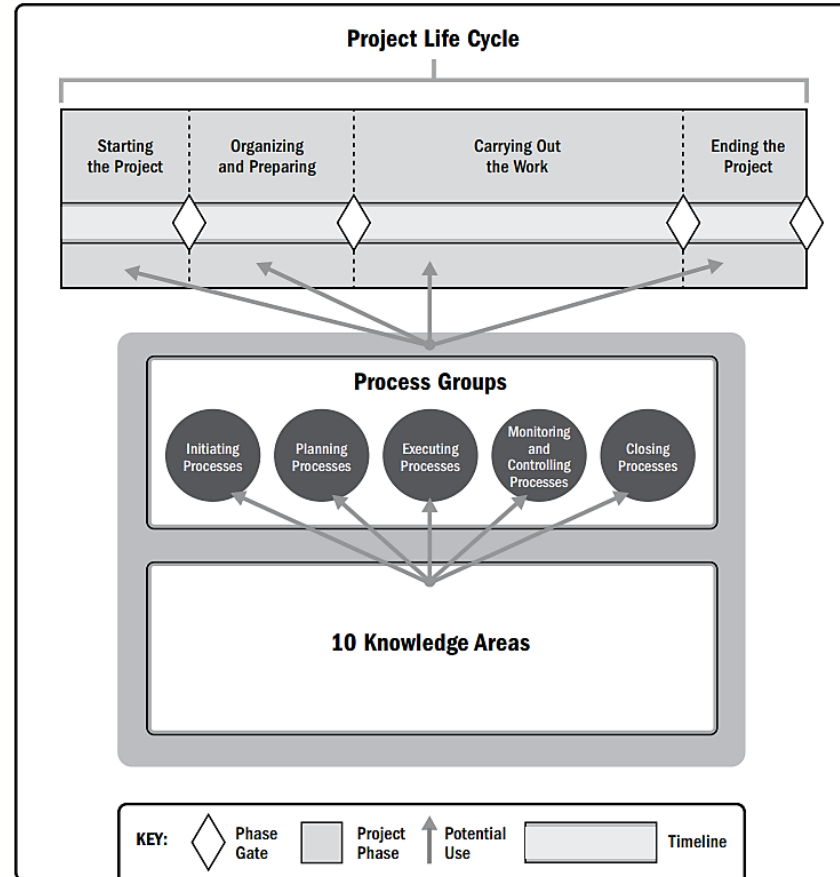 Project Life Cycle
Starting
the Project
Organizing
and Preparing
Carrying Out
the Work
Ending the
Project
Process Groups
Initiating
Processes
Planning
Processes
Executing
Processes
Monitoring
and
Controlling
Processes
Closing
Processes
10 Knowledge Areas
KEY:
Phase
Gate
Project
Phase
Potential
Use
Timeline